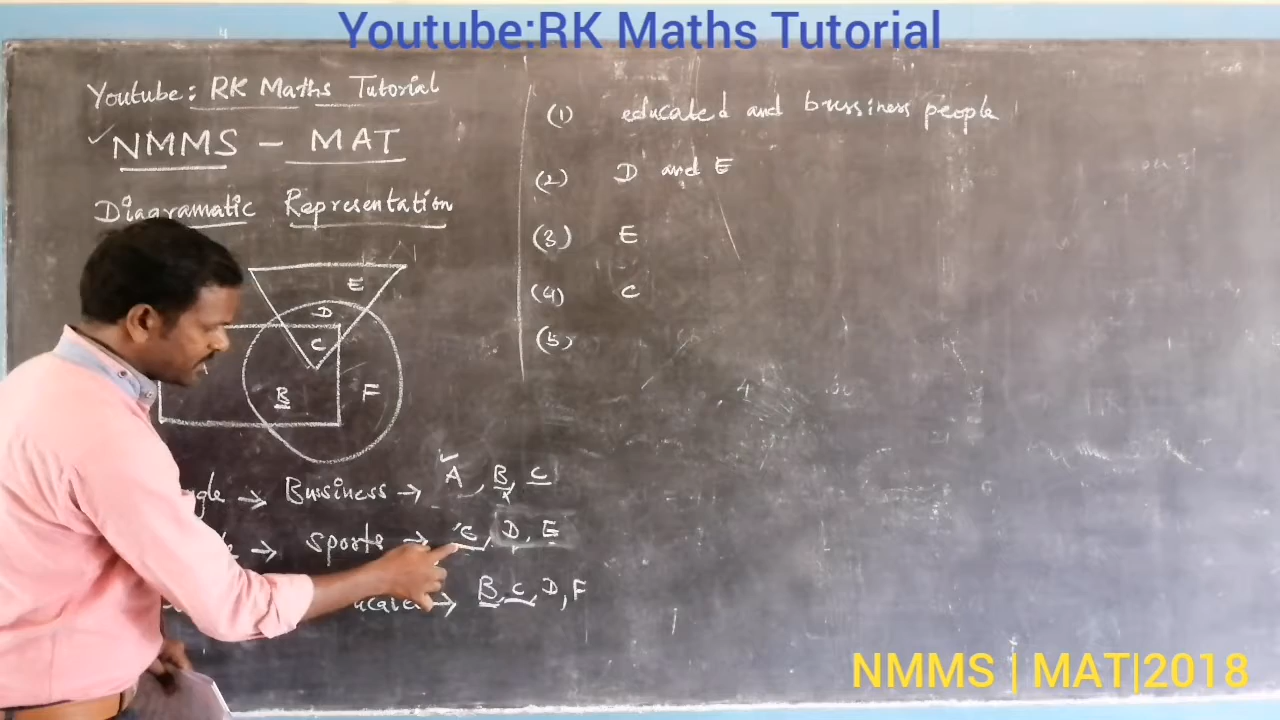 Youtube:RK Maths Tutorial
Youtube: RK Maths Tutorial
NMMS - MAT
Diagramatic Representation
E
D
C
B
F
Bussiness → A, B, C
→ Sports → C, D, E
→ B, C, D, F
(1) educated and bussiness people
(2) D and E
(3) E
(4) C
(5)
NMMS | MAT|2018